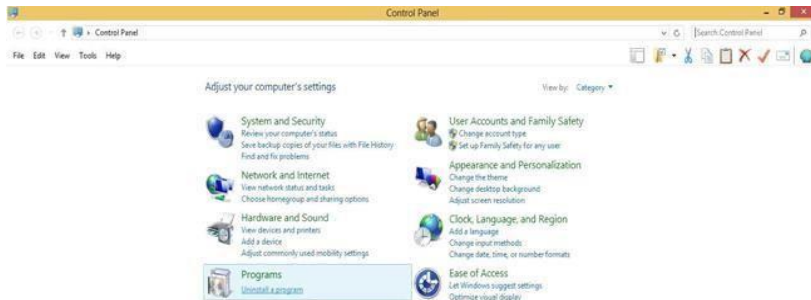 Control Panel
Control Panel
Search Control Panel
File Edit View Tools Help
Adjust your computer's settings
View by: Category
System and Security
Review your computer's status
Save backup copies of your files with File History
Find and fix problems
Network and Internet
View network status and tasks
Choose homegroup and sharing options
Hardware and Sound
View devices and printers
Add a device
Adjust commonly used mobility settings
Programs
Uninstall a program
User Accounts and Family Safety
Change account type
Set up Family Safety for any user
Appearance and Personalization
Change the theme
Change desktop background
Adjust screen resolution
Clock, Language, and Region
Add a language
Change input methods
Change date, time, or number formats
Ease of Access
Let Windows suggest settings
Optimize visual display